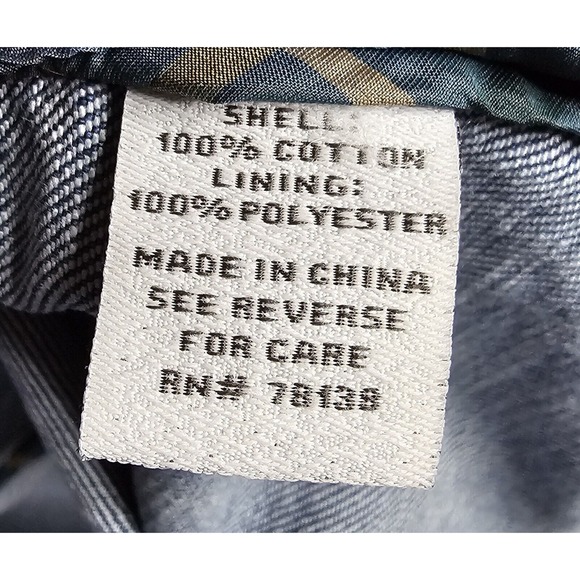 SHELL:
100% COTTON
LINING:
100% POLYESTER
MADE IN CHINA
SEE REVERSE
FOR CARE
RN# 78138